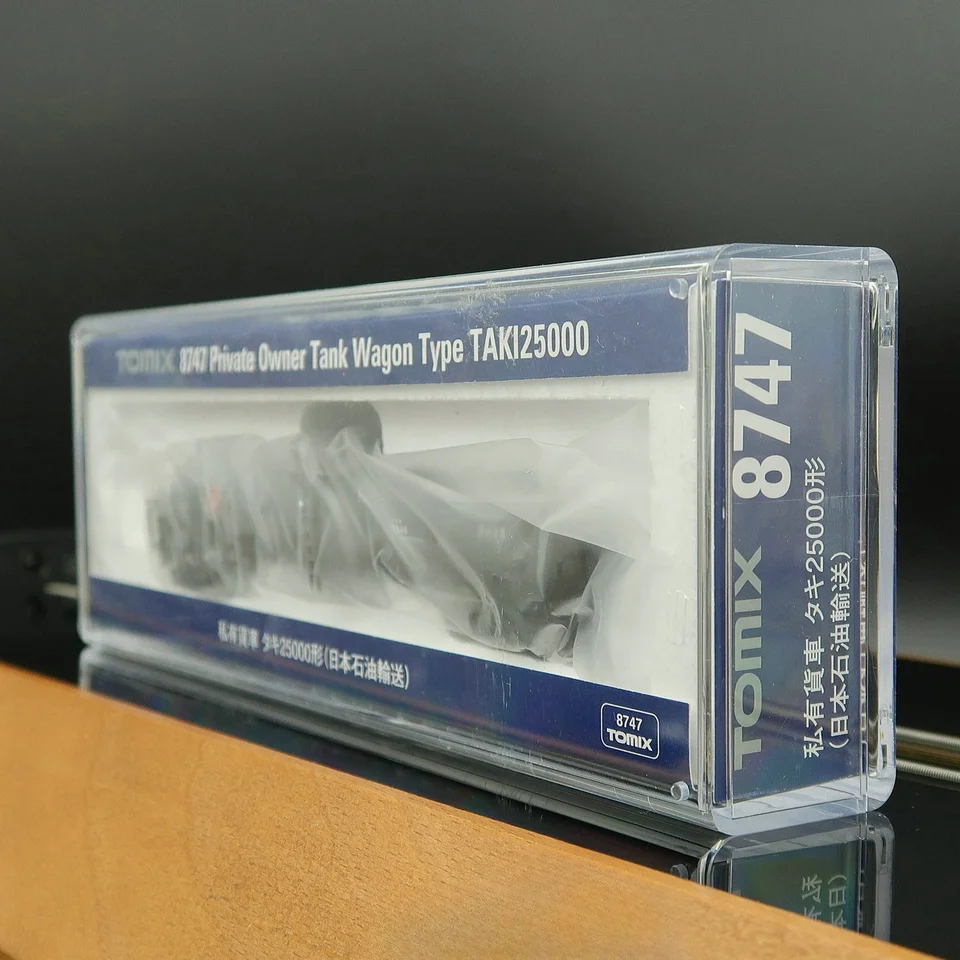 TOMIX 8747 Private Owner Tank Wagon Type TAKI25000
私有貨車 タキ25000形(日本石油輸送)
8747
TOMIX
TOMIX 8747
私有貨車 タキ25000形
(日本石油輸送)